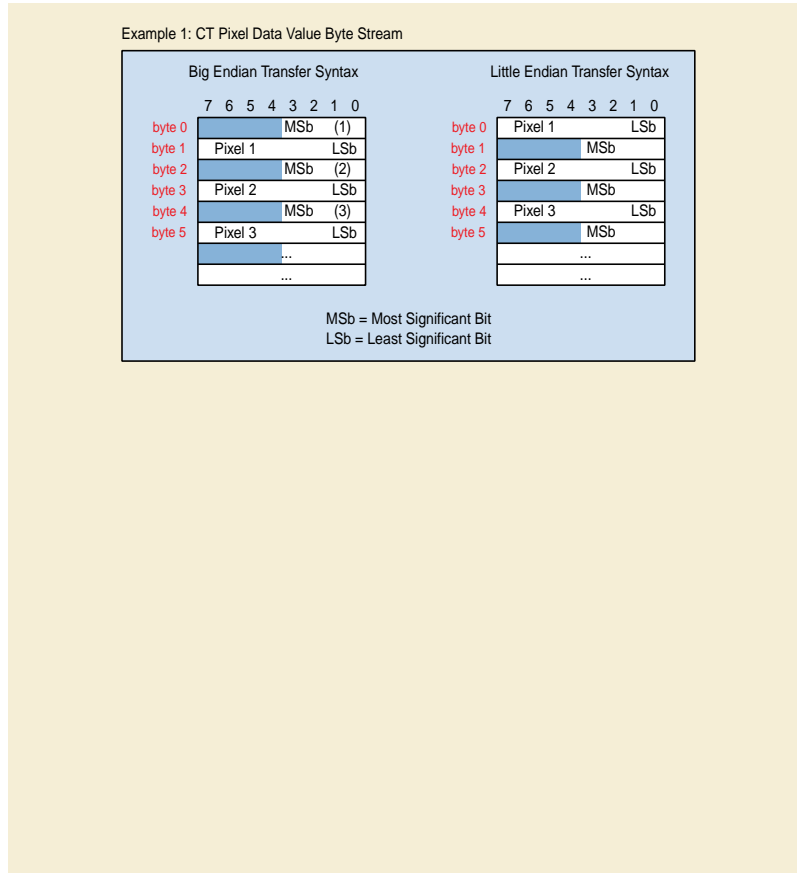 Example 1: CT Pixel Data Value Byte Stream
Big Endian Transfer Syntax
7 6 5 4 3 2 1 0
byte 0 MSb (1)
byte 1 Pixel 1 LSb
byte 2 MSb (2)
byte 3 Pixel 2 LSb
byte 4 MSb (3)
byte 5 Pixel 3 LSb
...
...
Little Endian Transfer Syntax
7 6 5 4 3 2 1 0
byte 0 Pixel 1 LSb
byte 1 MSb
byte 2 Pixel 2 LSb
byte 3 MSb
byte 4 Pixel 3 LSb
byte 5 MSb
...
...
MSb = Most Significant Bit
LSb = Least Significant Bit